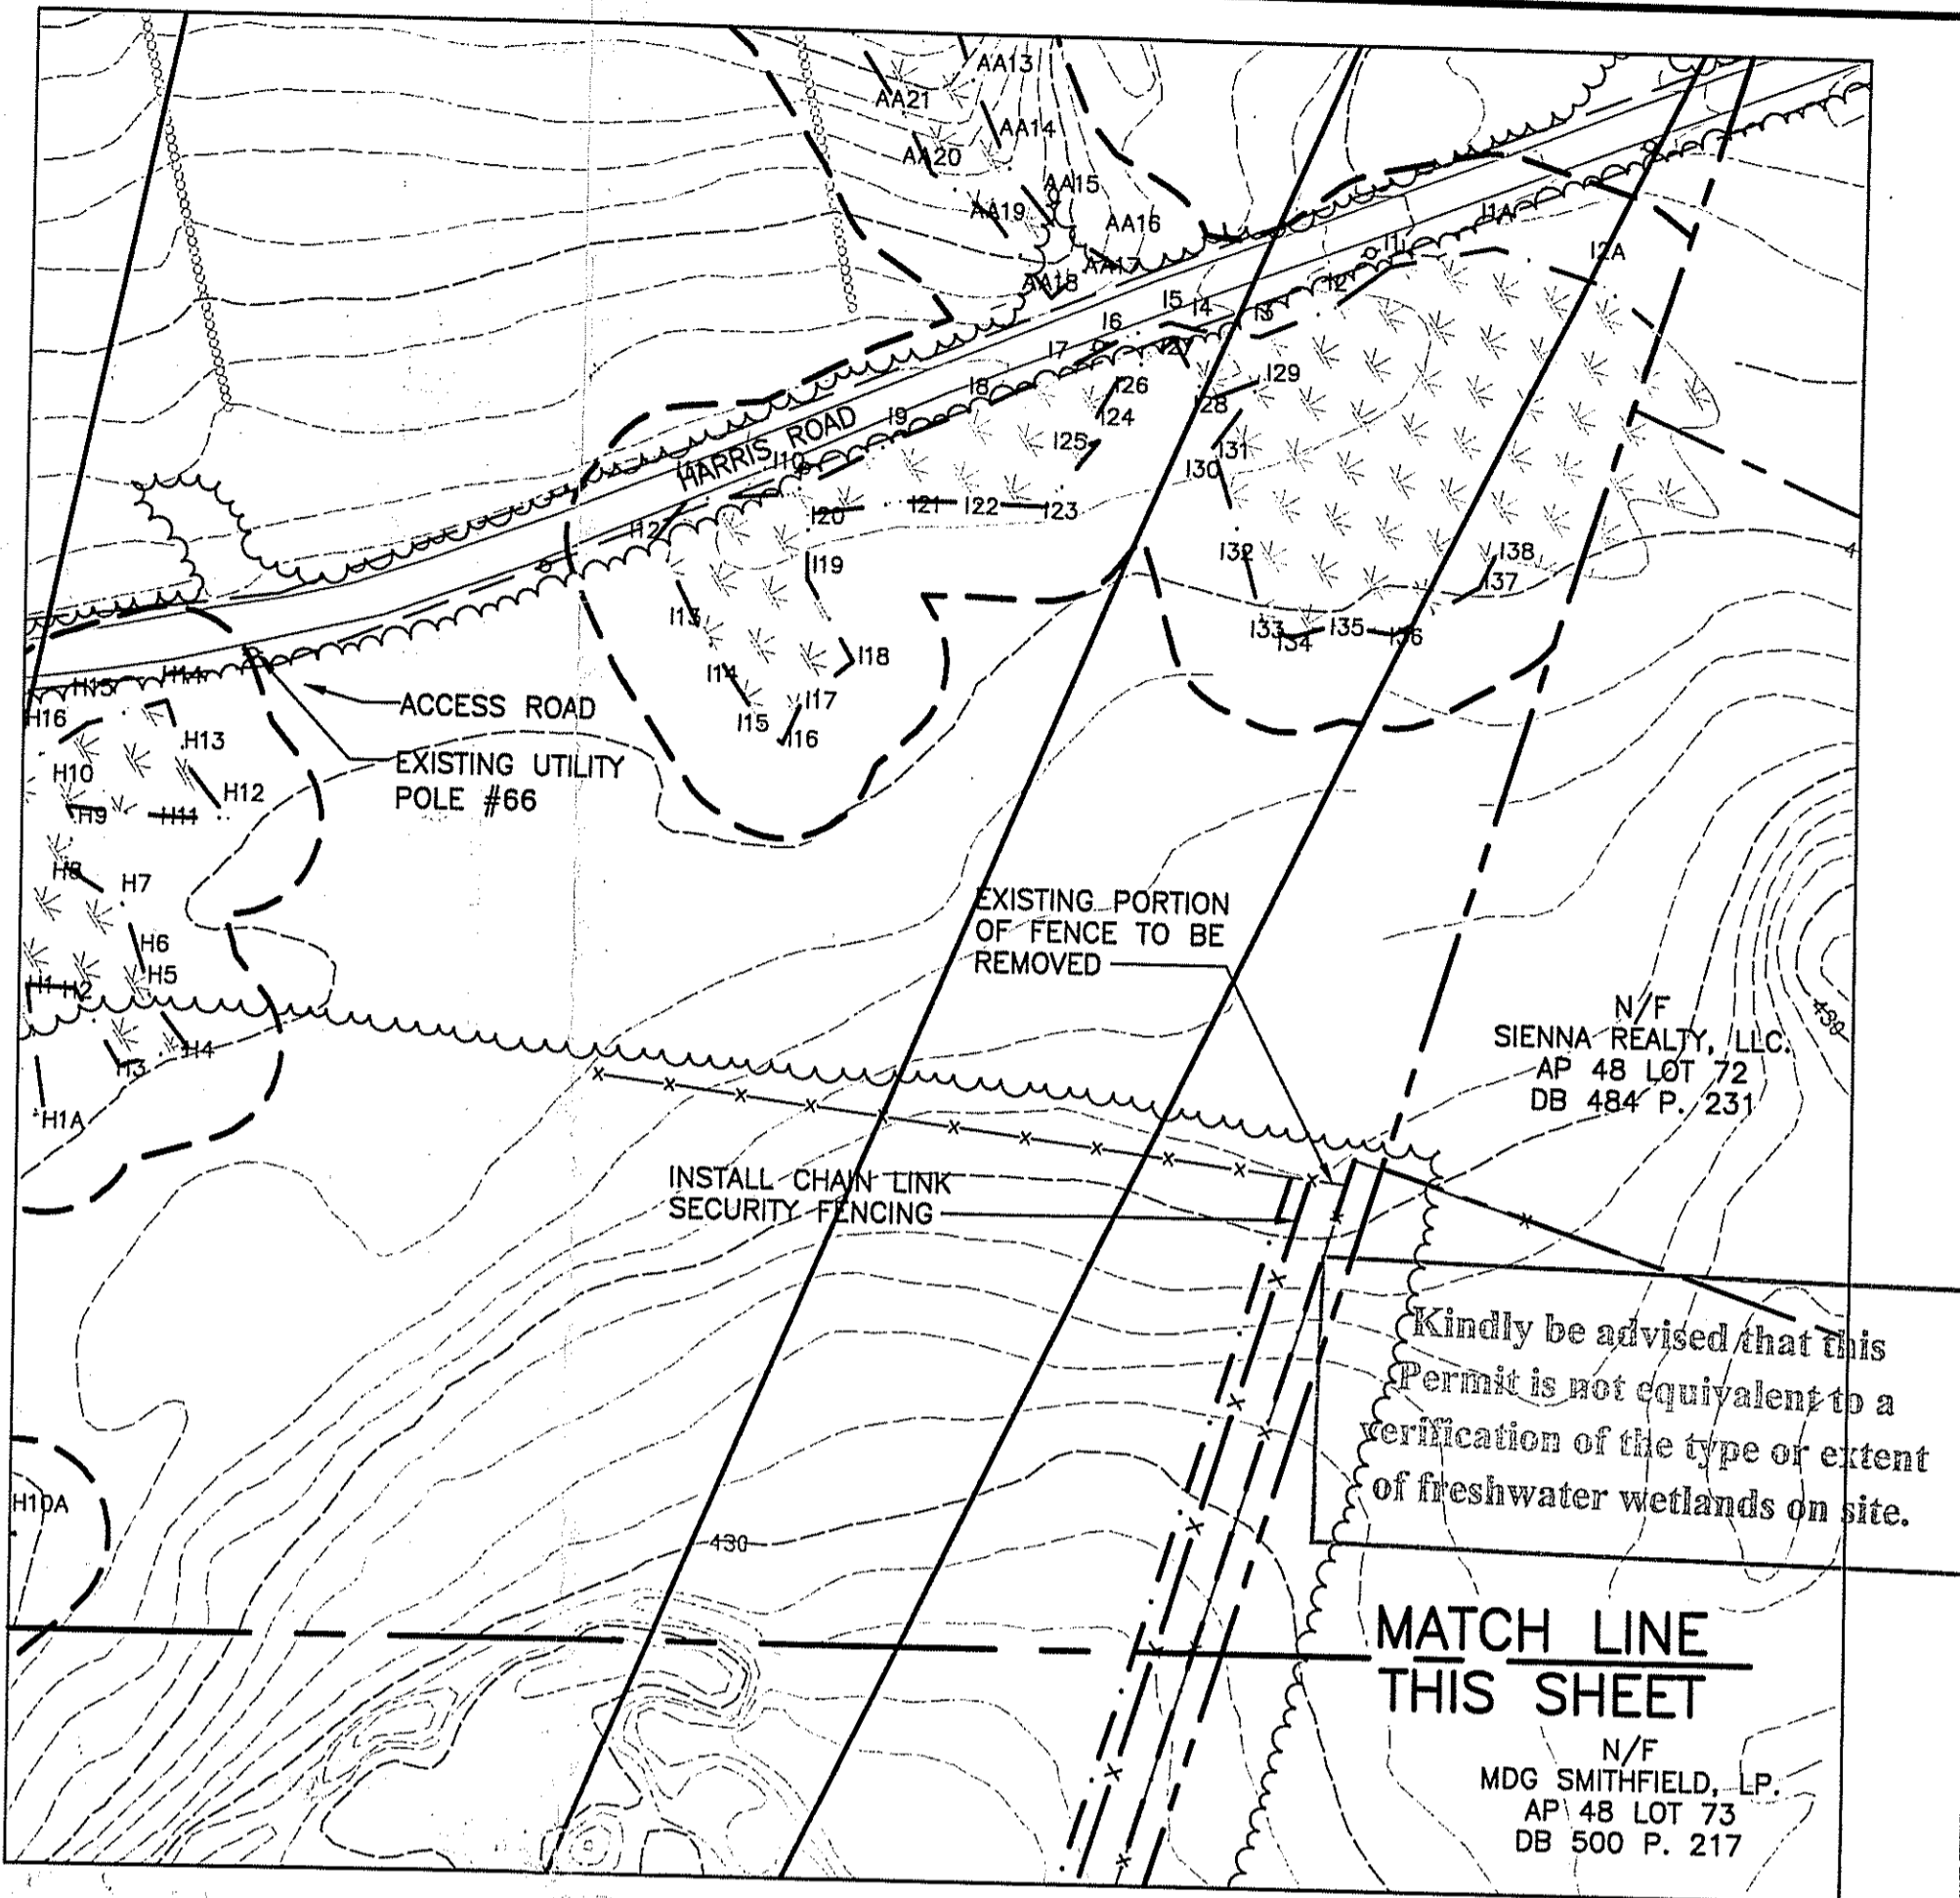 AA13
AA21
AA14
AA20
AA15
AA19
AA16
AA17
AA18
I1A
I1
I2A
I2
I3
I4
I5
I6
I7
I27
I8
I26
I29
I28
I24
I9
HARRIS ROAD
I25
I31
I10
I30
I20
I21
I22
I23
I12
I32
I38
I19
I37
I13
I33
I34
I35
I36
I18
I14
H15
H14
I17
H16
ACCESS ROAD
I15
I16
H13
EXISTING UTILITY
POLE #66
H10
H12
H9
H11
H8
H7
EXISTING PORTION
OF FENCE TO BE
REMOVED
H6
H5
H1
H2
N/F
SIENNA REALTY, LLC.
AP 48 LOT 72
DB 484 P. 231
430
H4
H3
H1A
INSTALL CHAIN LINK
SECURITY FENCING
Kindly be advised that this
Permit is not equivalent to a
verification of the type or extent
of freshwater wetlands on site.
H10A
430
MATCH LINE
THIS SHEET
N/F
MDG SMITHFIELD, LP.
AP 48 LOT 73
DB 500 P. 217